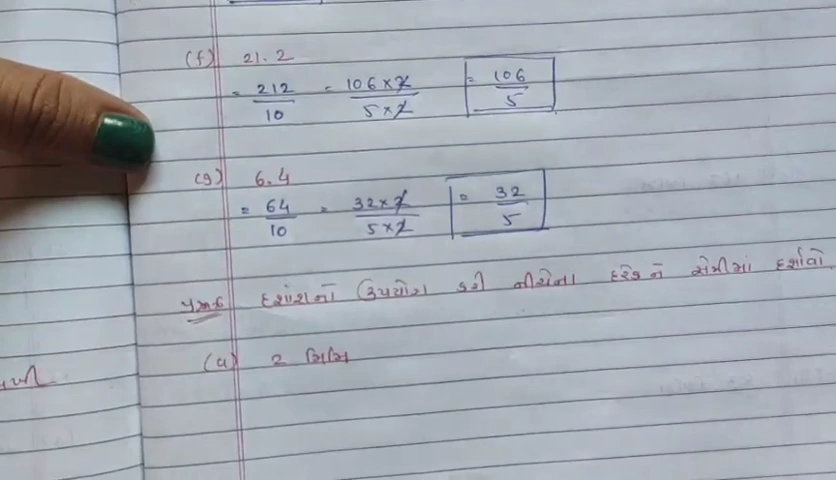 (f) 21.2
= 212/10 = 106 × 2/5 × 2 = 106/5
(g) 6.4
= 64/10 = 32 × 2/5 × 2 = 32/5
પ્રશ્ન-6 દશાંશનો ઉપયોગ કરી નીચેના દરેકને સેમીમાં દર્શાવો.
(a) 2 મિમિ